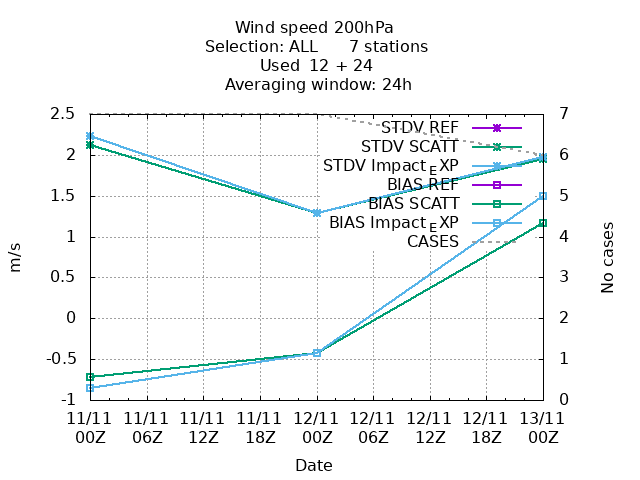 Wind speed 200hPa
Selection: ALL 7 stations
Used 12 + 24
Averaging window: 24h
STDV REF
STDV SCATT
STDV Impact_EXP
BIAS REF
BIAS SCATT
BIAS Impact_EXP
CASES
2.5
2
1.5
1
0.5
0
-0.5
-1
m/s
7
6
5
4
3
2
1
0
No cases
11/11 11/11 11/11 11/11 12/11 12/11 12/11 12/11 13/11
00Z 06Z 12Z 18Z 00Z 06Z 12Z 18Z 00Z
Date